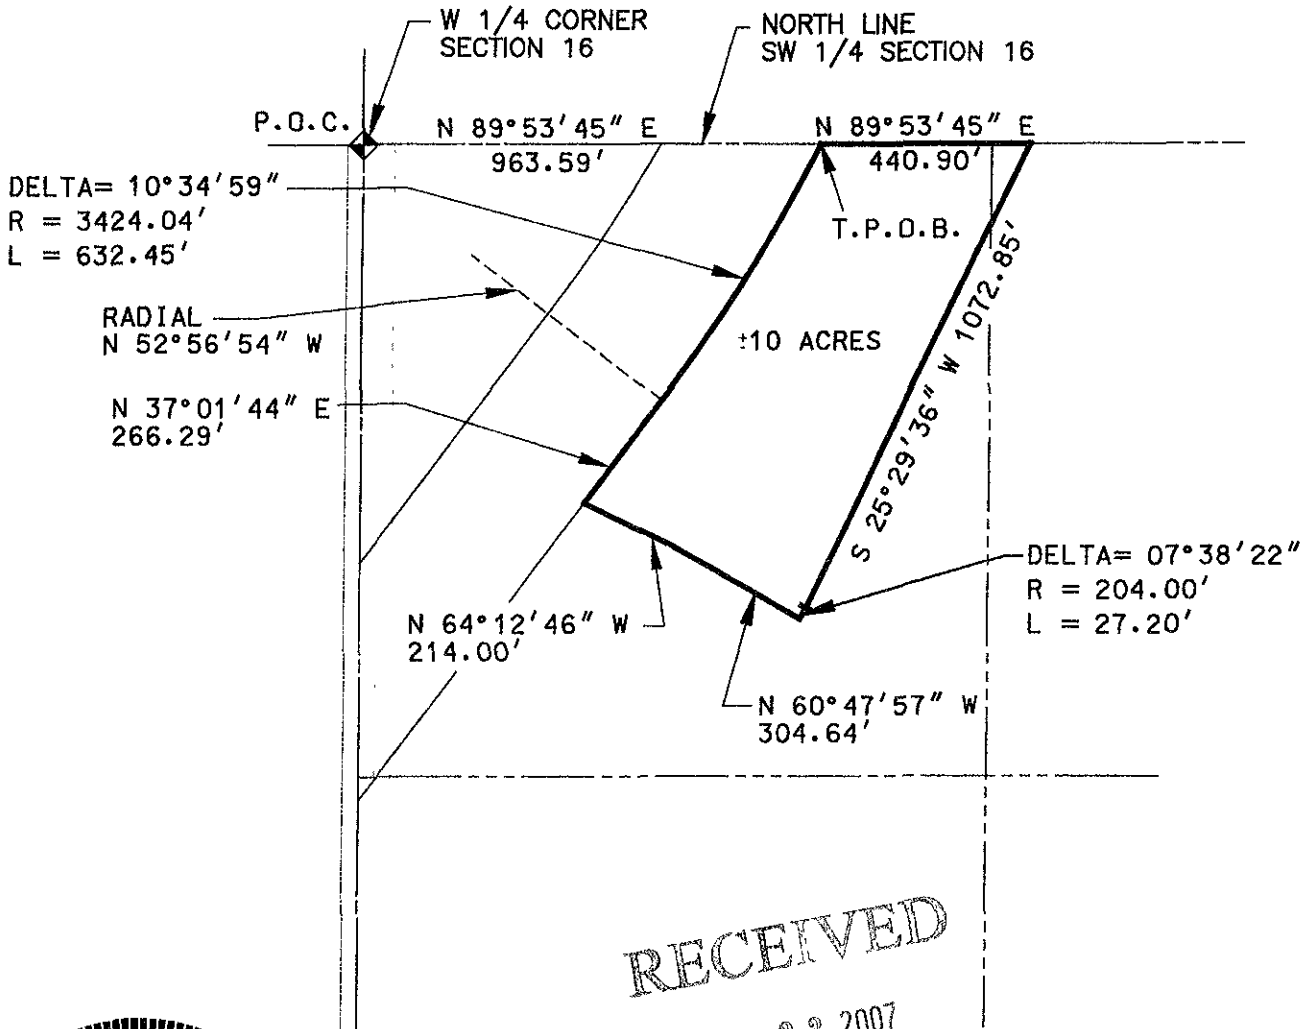 W 1/4 CORNER
SECTION 16
NORTH LINE
SW 1/4 SECTION 16
P.O.C.
N 89°53'45" E
963.59'
N 89°53'45" E
440.90'
DELTA= 10°34'59"
R = 3424.04'
L = 632.45'
T.P.O.B.
RADIAL
N 52°56'54" W
±10 ACRES
S 25°29'36" W 1072.85'
N 37°01'44" E
266.29'
DELTA= 07°38'22"
R = 204.00'
L = 27.20'
N 64°12'46" W
214.00'
N 60°47'57" W
304.64'
RECEIVED
2007